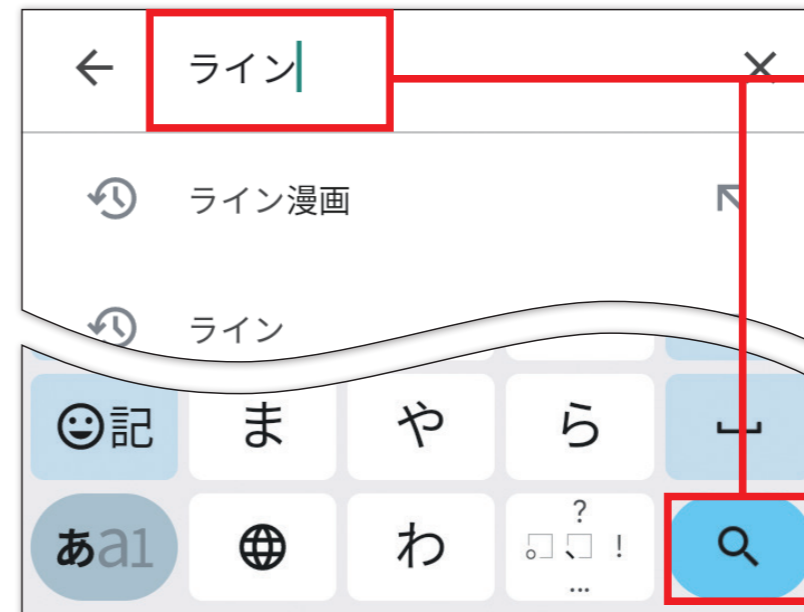 ライン
ライン漫画
ライン
記 ま や ら
あa1 わ 。、?!…